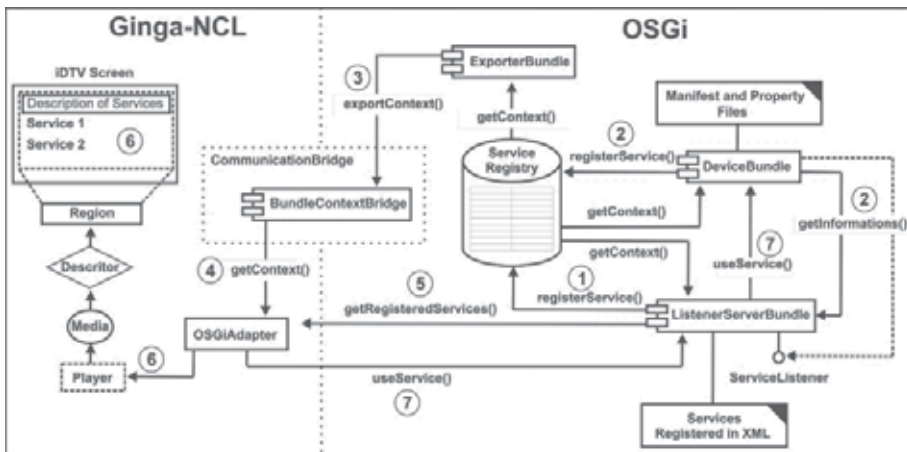 Ginga-NCL
OSGi
iDTV Screen
Description of Services
Service 1
Service 2
6
Region
Descritor
Media
Player
6
3
exportContext()
CommunicationBridge
BundleContextBridge
4
getContext()
OSGiAdapter
5
getRegisteredServices()
useService()
7
ExporterBundle
getContext()
Service
Registry
2
registerService()
getContext()
getContext()
1
registerService()
Manifest and Property
Files
DeviceBundle
2
getInformations()
7
useService()
ListenerServerBundle
ServiceListener
Services
Registered in XML